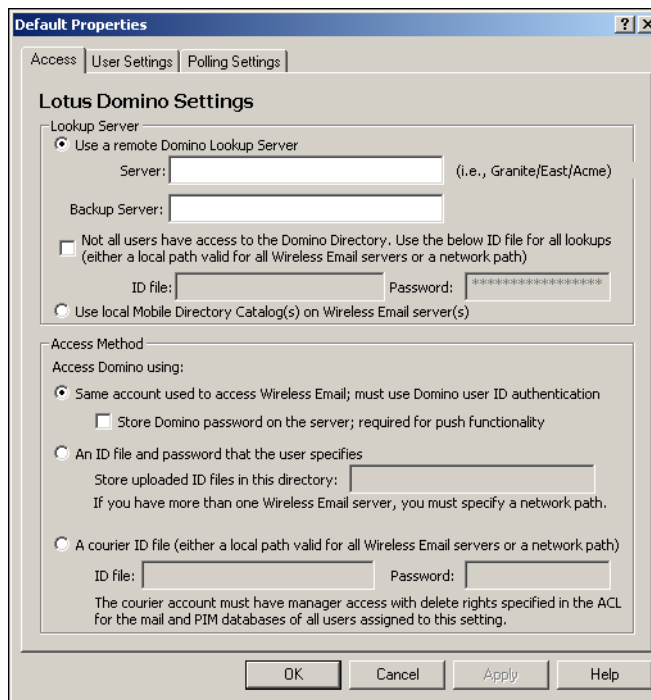 Default Properties
? X
Access User Settings Polling Settings
Lotus Domino Settings
Lookup Server
Use a remote Domino Lookup Server
Server: (i.e., Granite/East/Acme)
Backup Server:
Not all users have access to the Domino Directory. Use the below ID file for all lookups
(either a local path valid for all Wireless Email servers or a network path)
ID file: Password: *****************
Use local Mobile Directory Catalog(s) on Wireless Email server(s)
Access Method
Access Domino using:
Same account used to access Wireless Email; must use Domino user ID authentication
Store Domino password on the server; required for push functionality
An ID file and password that the user specifies
Store uploaded ID files in this directory:
If you have more than one Wireless Email server, you must specify a network path.
A courier ID file (either a local path valid for all Wireless Email servers or a network path)
ID file: Password:
The courier account must have manager access with delete rights specified in the ACL
for the mail and PIM databases of all users assigned to this setting.
OK Cancel Apply Help